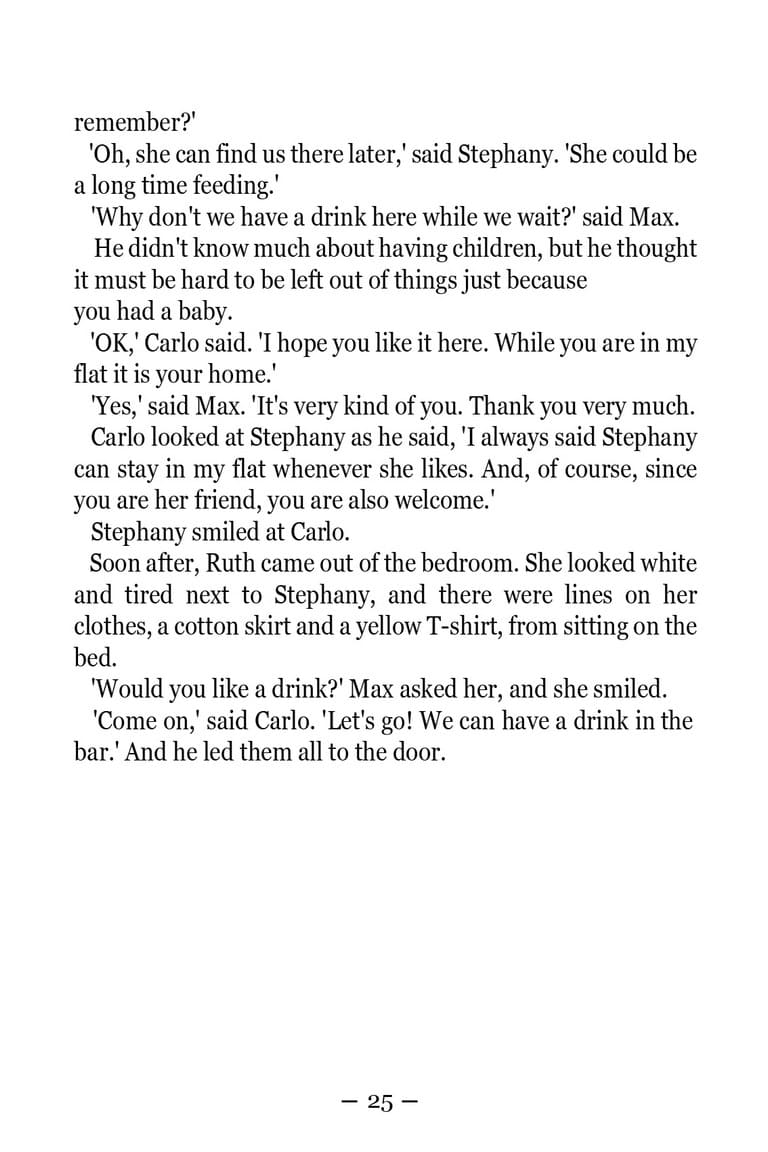 remember?'
'Oh, she can find us there later,' said Stephany. 'She could be
a long time feeding.'
'Why don't we have a drink here while we wait?' said Max.
He didn't know much about having children, but he thought
it must be hard to be left out of things just because
you had a baby.
'OK,' Carlo said. 'I hope you like it here. While you are in my
flat it is your home.'
'Yes,' said Max. 'It's very kind of you. Thank you very much.
Carlo looked at Stephany as he said, 'I always said Stephany
can stay in my flat whenever she likes. And, of course, since
you are her friend, you are also welcome.'
Stephany smiled at Carlo.
Soon after, Ruth came out of the bedroom. She looked white
and tired next to Stephany, and there were lines on her
clothes, a cotton skirt and a yellow T-shirt, from sitting on the
bed.
'Would you like a drink?' Max asked her, and she smiled.
'Come on,' said Carlo. 'Let's go! We can have a drink in the
bar.' And he led them all to the door.
— 25 —